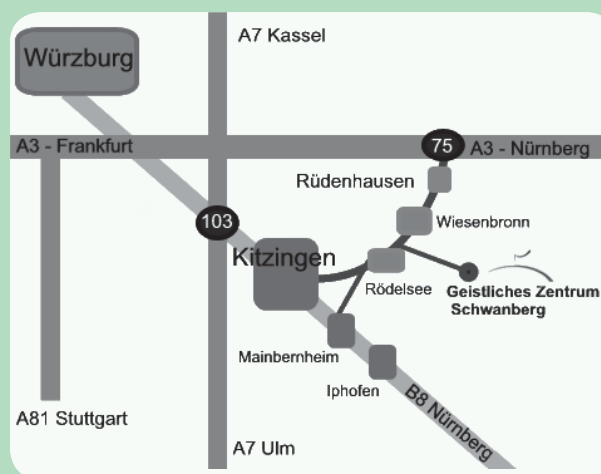 A7 Kassel
Würzburg
A3 - Frankfurt
75
A3 - Nürnberg
Rüdenhausen
103
Wiesenbronn
Kitzingen
Rödelsee
Geistliches Zentrum
Schwanberg
Mainbernheim
Iphofen
B8 Nürnberg
A81 Stuttgart
A7 Ulm